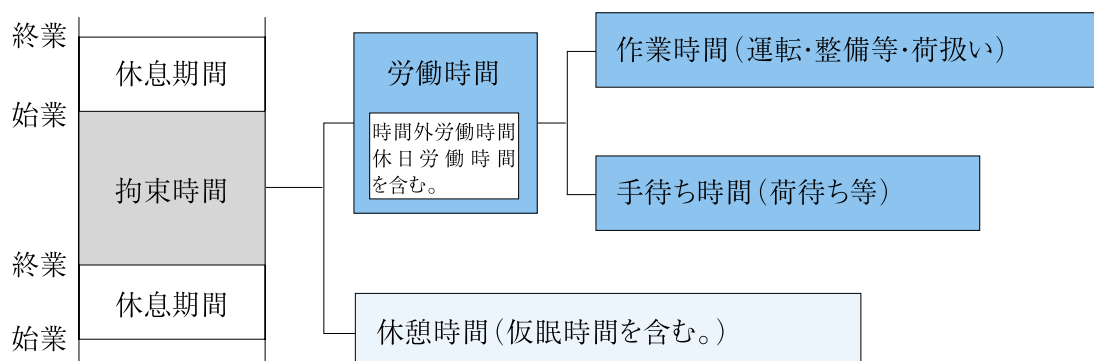 終業
休息期間
始業
拘束時間
終業
休息期間
始業
労働時間
時間外労働時間
休日労働時間
を含む。
作業時間（運転・整備等・荷扱い）
手待ち時間（荷待ち等）
休憩時間（仮眠時間を含む。）